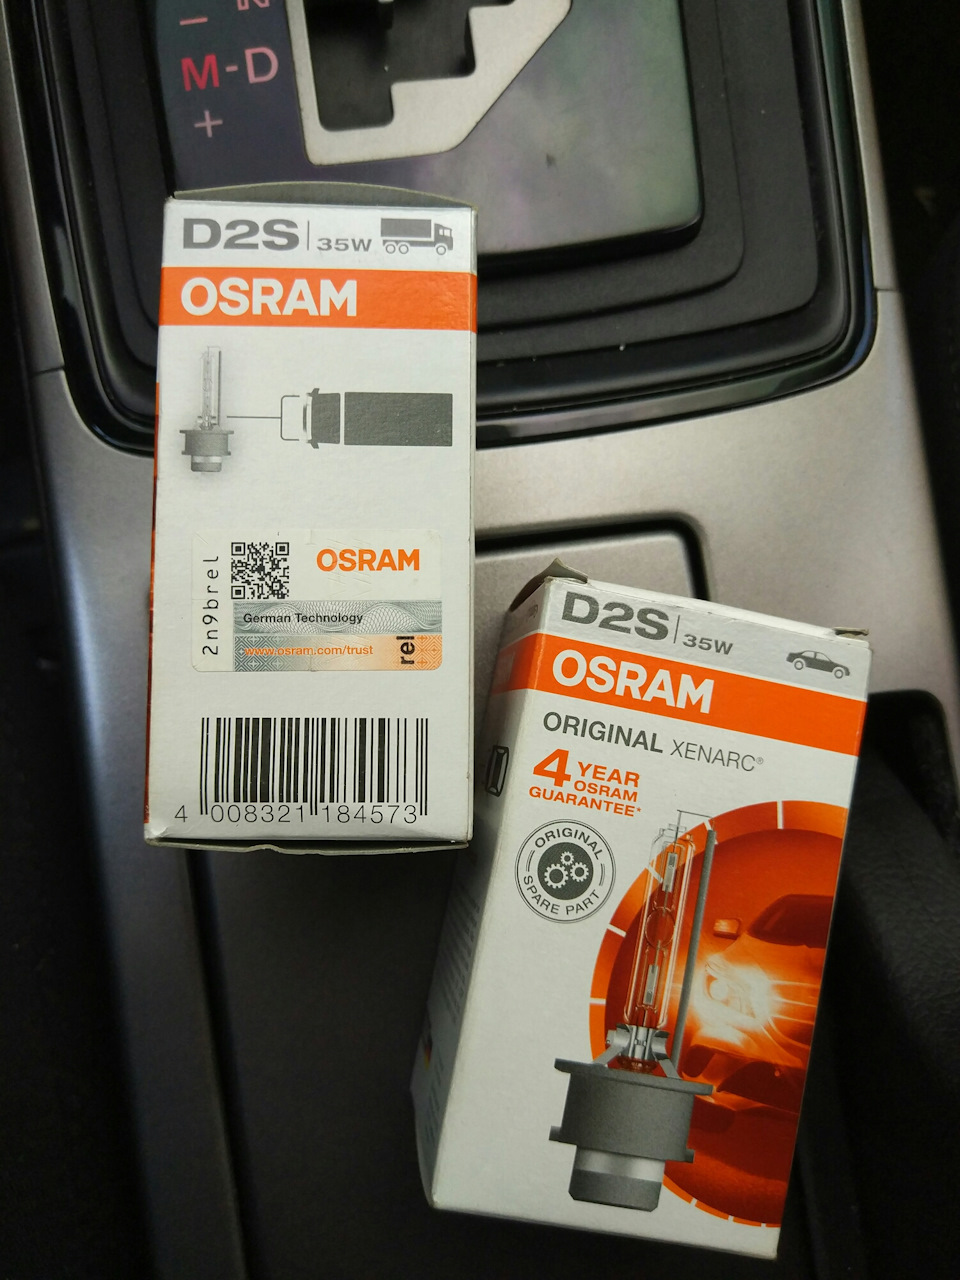 N
–
M-D
+
D2S 35W
OSRAM
2n9brel
OSRAM
German Technology
www.osram.com/trust
rel
4 008321 184573
D2S 35W
OSRAM
ORIGINAL XENARC®
4 YEAR
OSRAM
GUARANTEE*
ORIGINAL
SPARE PART